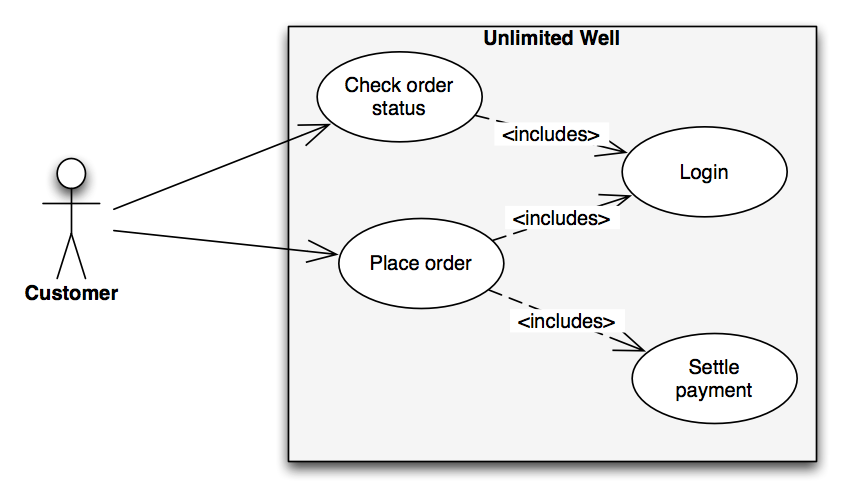 Unlimited Well
Check order
status
<includes>
Login
<includes>
Place order
Customer
<includes>
Settle
payment